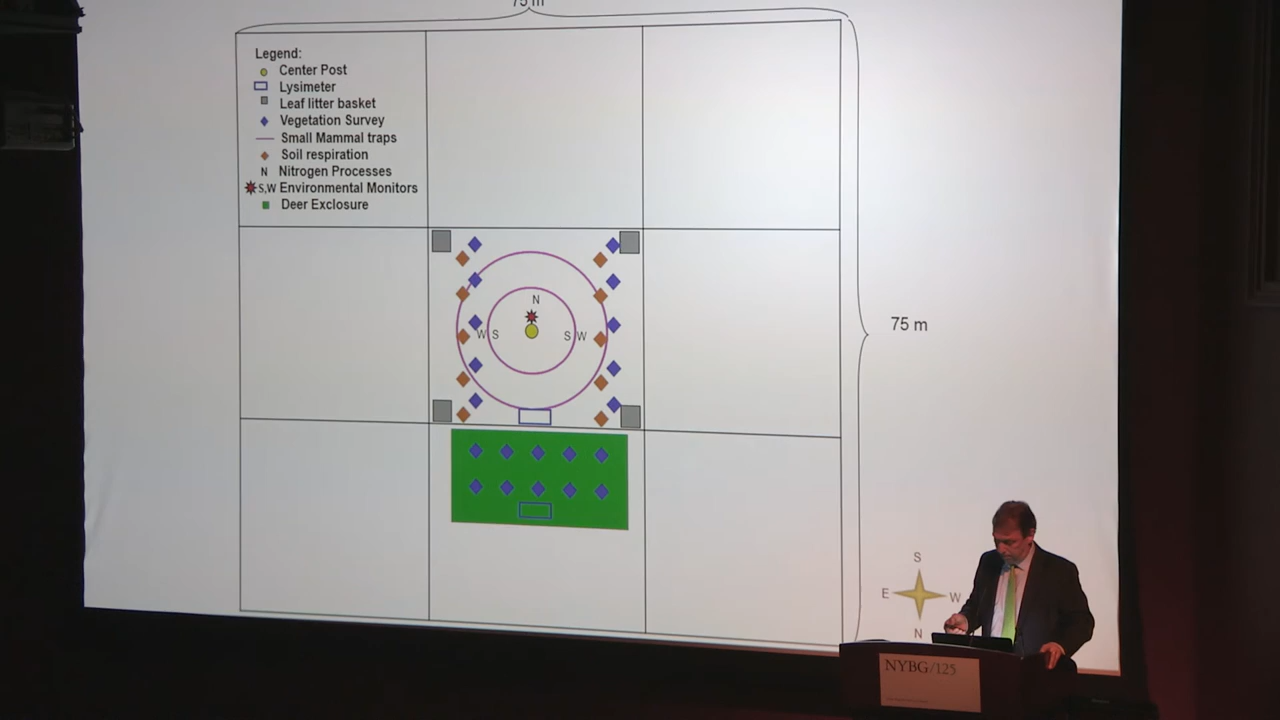 75 m
Legend:
Center Post
Lysimeter
Leaf litter basket
Vegetation Survey
Small Mammal traps
Soil respiration
N Nitrogen Processes
S,W Environmental Monitors
Deer Exclosure
N
W S S W
75 m
S
E W
N
NYBG/125